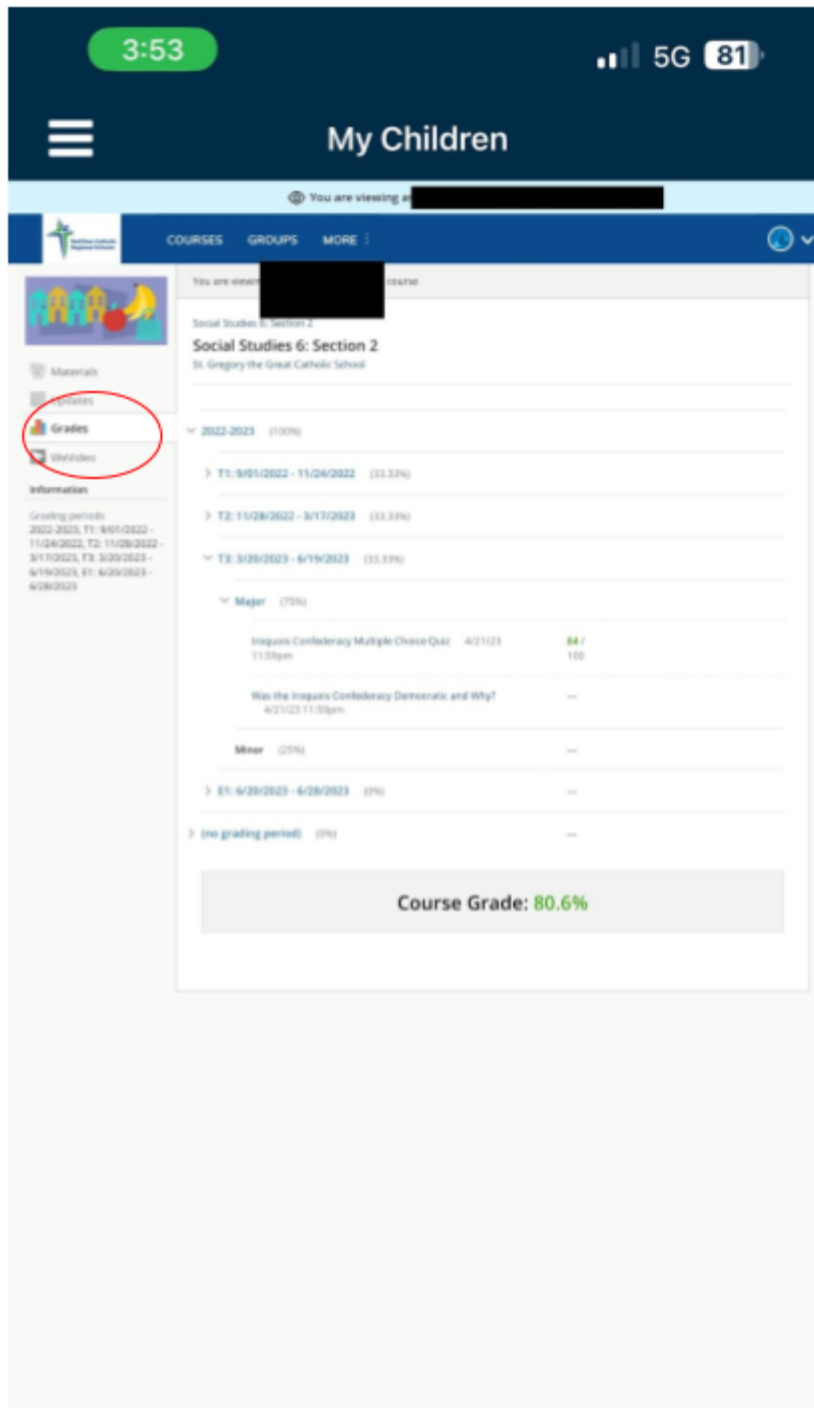 3:53
5G 81
My Children
You are viewing a
COURSES GROUPS MORE
You are viewin course
Social Studies 6: Section 2
Social Studies 6: Section 2
St. Gregory the Great Catholic School
Materials
Updates
Grades
WeVideo
Information
Grading periods
2022-2023, T1: 9/01/2022 -
11/24/2022, T2: 11/28/2022 -
3/17/2023, T3: 3/20/2023 -
6/19/2023, E1: 6/20/2023 -
6/28/2023
2022-2023 (100%)
T1: 9/01/2022 - 11/24/2022 (33.33%)
T2: 11/28/2022 - 3/17/2023 (33.33%)
T3: 3/20/2023 - 6/19/2023 (33.33%)
Major (75%)
Iroquois Confederacy Multiple Choice Quiz 4/21/23 84 /
11:59pm 100
Was the Iroquois Confederacy Democratic and Why? —
4/21/23 11:59pm
Minor (25%) —
E1: 6/20/2023 - 6/28/2023 (0%) —
(no grading period) (0%) —
Course Grade: 80.6%